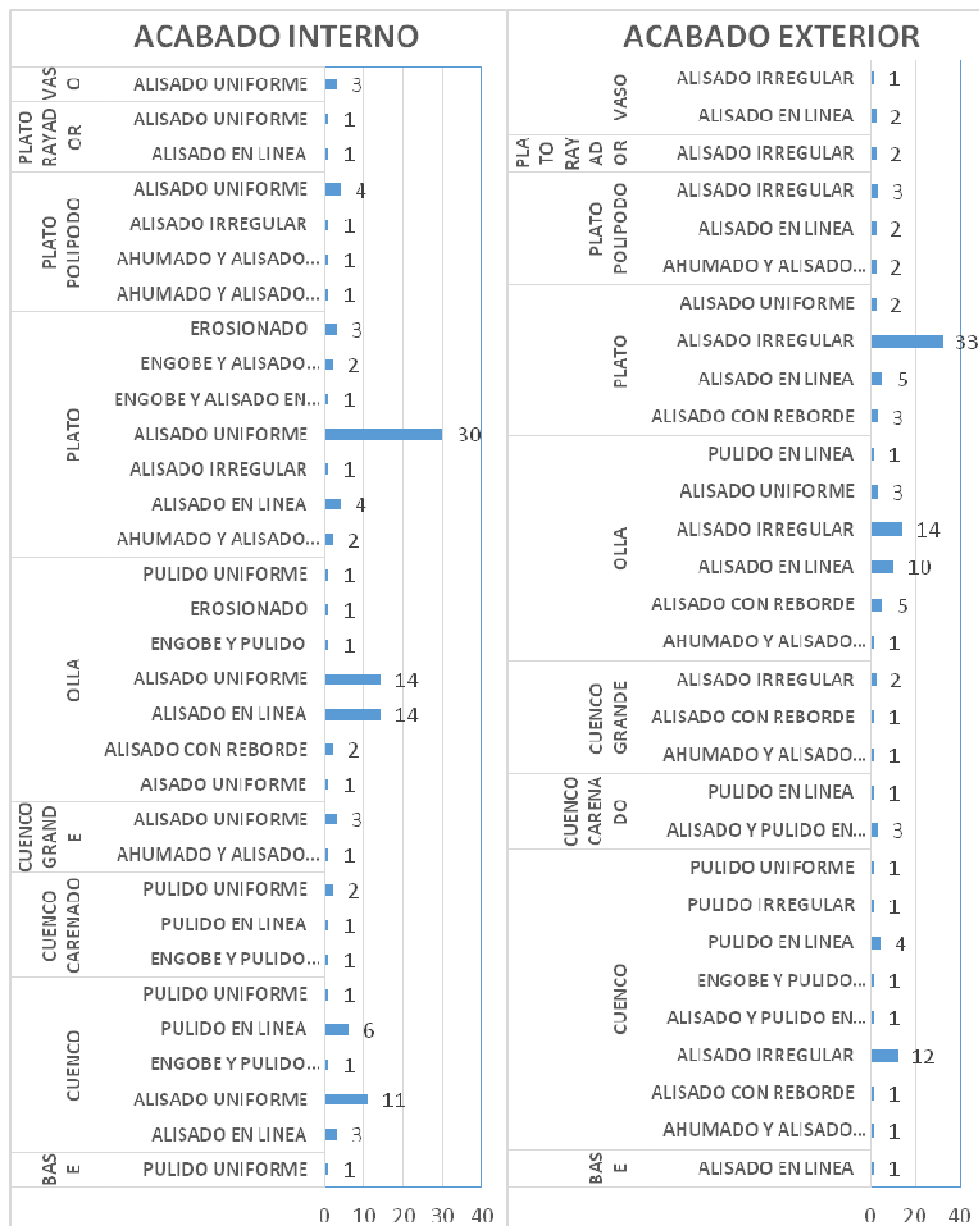 ACABADO INTERNO
VASO
ALISADO UNIFORME 3
PLATO RAYADOR
ALISADO UNIFORME 1
ALISADO EN LINEA 1
PLATO POLIPODO
ALISADO UNIFORME 4
ALISADO IRREGULAR 1
AHUMADO Y ALISADO... 1
AHUMADO Y ALISADO... 1
PLATO
EROSIONADO 3
ENGOBE Y ALISADO... 2
ENGOBE Y ALISADO EN... 1
ALISADO UNIFORME 30
ALISADO IRREGULAR 1
ALISADO EN LINEA 4
AHUMADO Y ALISADO... 2
OLLA
PULIDO UNIFORME 1
EROSIONADO 1
ENGOBE Y PULIDO 1
ALISADO UNIFORME 14
ALISADO EN LINEA 14
ALISADO CON REBORDE 2
AISADO UNIFORME 1
CUENCO GRANDE
ALISADO UNIFORME 3
AHUMADO Y ALISADO... 1
CUENCO CARENADO
PULIDO UNIFORME 2
PULIDO EN LINEA 1
ENGOBE Y PULIDO... 1
CUENCO
PULIDO UNIFORME 1
PULIDO EN LINEA 6
ENGOBE Y PULIDO... 1
ALISADO UNIFORME 11
ALISADO EN LINEA 3
BASE
PULIDO UNIFORME 1
0 10 20 30 40
ACABADO EXTERIOR
VASO
ALISADO IRREGULAR 1
ALISADO EN LINEA 2
PLATO RAYADOR
ALISADO IRREGULAR 2
PLATO POLIPODO
ALISADO IRREGULAR 3
ALISADO EN LINEA 2
AHUMADO Y ALISADO... 2
PLATO
ALISADO UNIFORME 2
ALISADO IRREGULAR 33
ALISADO EN LINEA 5
ALISADO CON REBORDE 3
OLLA
PULIDO EN LINEA 1
ALISADO UNIFORME 3
ALISADO IRREGULAR 14
ALISADO EN LINEA 10
ALISADO CON REBORDE 5
AHUMADO Y ALISADO... 1
CUENCO GRANDE
ALISADO IRREGULAR 2
ALISADO CON REBORDE 1
AHUMADO Y ALISADO... 1
CUENCO CARENADO
PULIDO EN LINEA 1
ALISADO Y PULIDO EN... 3
CUENCO
PULIDO UNIFORME 1
PULIDO IRREGULAR 1
PULIDO EN LINEA 4
ENGOBE Y PULIDO... 1
ALISADO Y PULIDO EN... 1
ALISADO IRREGULAR 12
ALISADO CON REBORDE 1
AHUMADO Y ALISADO... 1
BASE
ALISADO EN LINEA 1
0 20 40